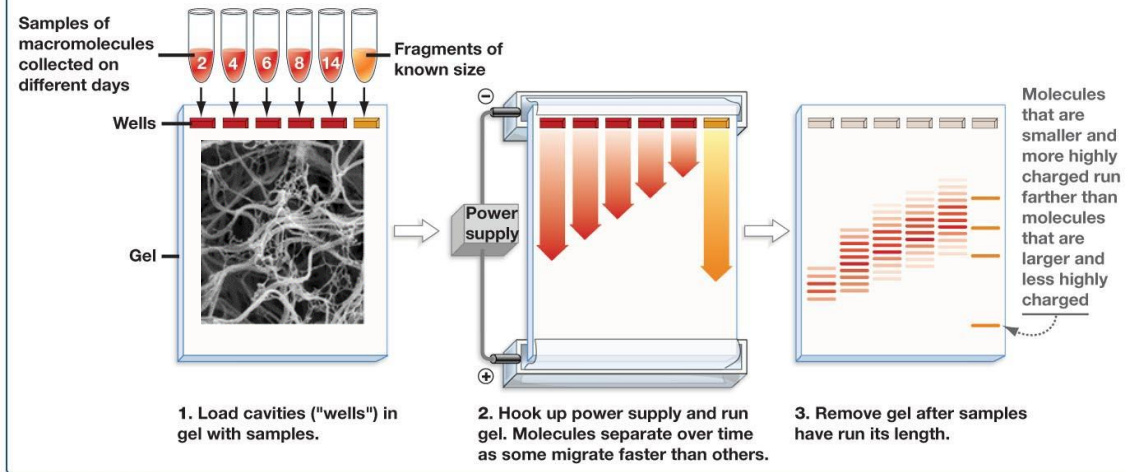 Samples of
macromolecules
collected on
different days
2 4 6 8 14
Fragments of
known size
Wells
Gel
−
Power
supply
+
Molecules
that are
smaller and
more highly
charged run
farther than
molecules
that are
larger and
less highly
charged
1. Load cavities ("wells") in
gel with samples.
2. Hook up power supply and run
gel. Molecules separate over time
as some migrate faster than others.
3. Remove gel after samples
have run its length.